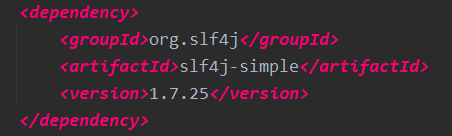 <dependency>
<groupId>org.slf4j</groupId>
<artifactId>slf4j-simple</artifactId>
<version>1.7.25</version>
</dependency>